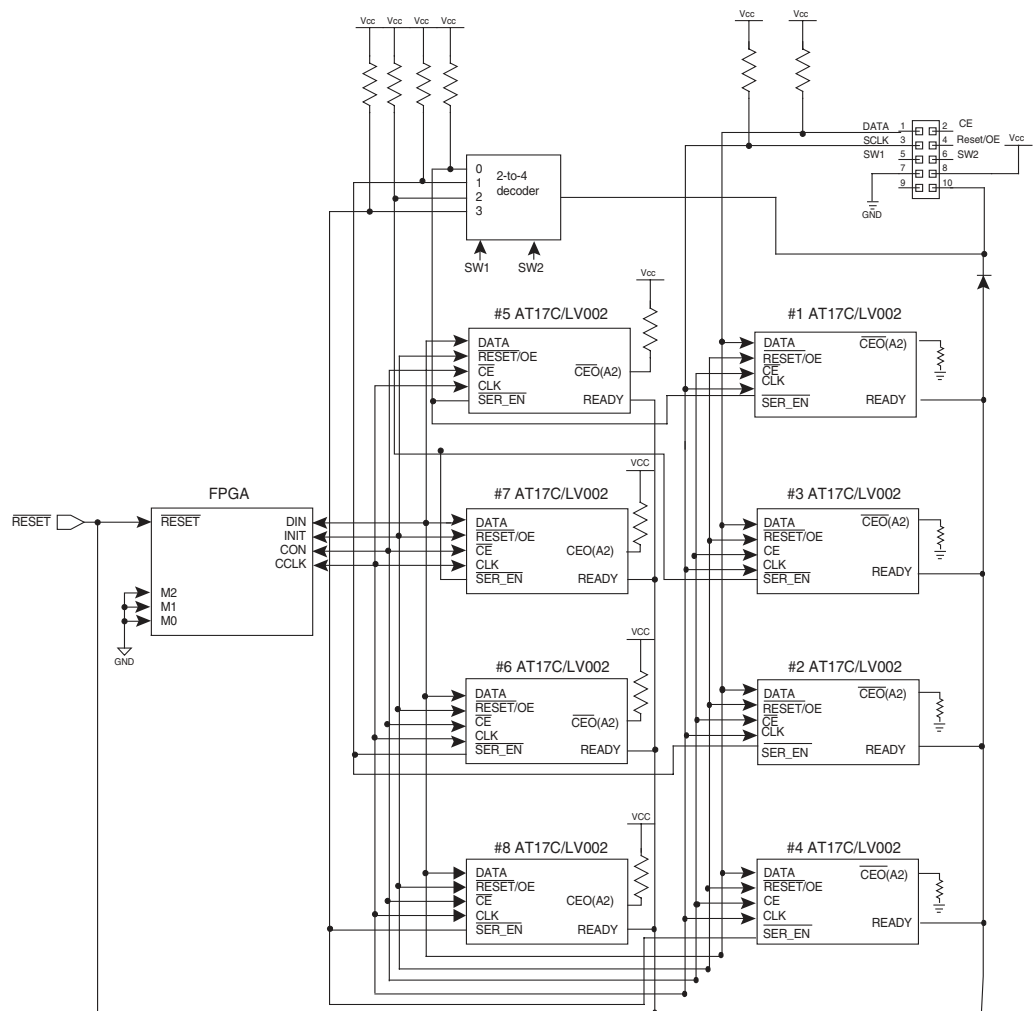 Vcc Vcc Vcc Vcc
Vcc Vcc
DATA 1 2 CE
SCLK 3 4 Reset/OE Vcc
SW1 5 6 SW2
7 8
9 10
GND
0 2-to-4
1 decoder
2
3
SW1 SW2
Vcc
#5 AT17C/LV002
DATA
RESET/OE
CE CEO(A2)
CLK
SER_EN READY
#1 AT17C/LV002
DATA CEO(A2)
RESET/OE
CE
CLK
SER_EN READY
VCC
#7 AT17C/LV002
DATA
RESET/OE
CE CEO(A2)
CLK
SER_EN READY
#3 AT17C/LV002
DATA CEO(A2)
RESET/OE
CE
CLK
SER_EN READY
FPGA
RESET RESET DIN
INIT
CON
CCLK
M2
M1
M0
GND
VCC
#6 AT17C/LV002
DATA
RESET/OE
CE CEO(A2)
CLK
SER_EN READY
#2 AT17C/LV002
DATA CEO(A2)
RESET/OE
CE
CLK
SER_EN READY
VCC
#8 AT17C/LV002
DATA
RESET/OE
CE CEO(A2)
CLK
SER_EN READY
#4 AT17C/LV002
DATA CEO(A2)
RESET/OE
CE
CLK
SER_EN READY